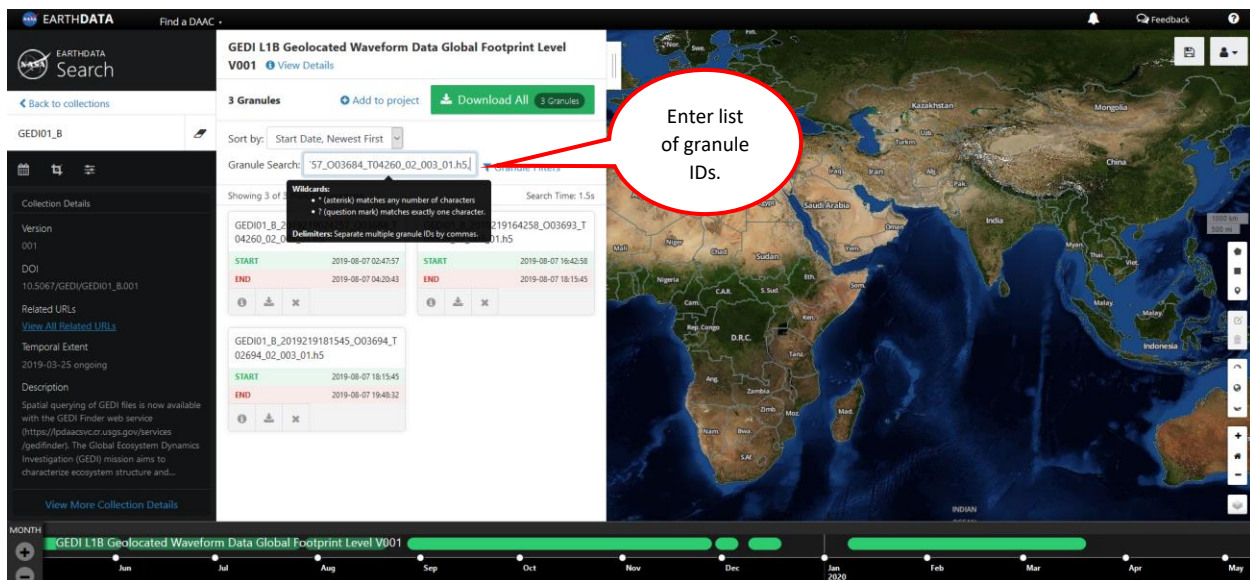 EARTHDATA
Find a DAAC
Feedback
EARTHDATA
Search
Back to collections
GEDI01_B
Collection Details
Version
001
DOI
10.5067/GEDI/GEDI01_B.001
Related URLs
View All Related URLs
Temporal Extent
2019-03-25 ongoing
Description
Spatial querying of GEDI files is now available
with the GEDI Finder web service
(https://lpdaacsvc.cr.usgs.gov/services
/gedifinder). The Global Ecosystem Dynamics
Investigation (GEDI) mission aims to
characterize ecosystem structure and...
View More Collection Details
GEDI L1B Geolocated Waveform Data Global Footprint Level
V001 View Details
3 Granules Add to project Download All 3 Granules
Sort by: Start Date, Newest First
Granule Search: 57_O03684_T04260_02_003_01.h5, Granule Filters
Wildcards:
• * (asterisk) matches any number of characters
• ? (question mark) matches exactly one character.
Delimiters: Separate multiple granule IDs by commas.
Showing 3 of 3 Search Time: 1.5s
GEDI01_B_20
04260_02_0
START 2019-08-07 02:47:57
END 2019-08-07 04:20:43
219164258_O03693_T
01.h5
START 2019-08-07 16:42:58
END 2019-08-07 18:15:45
GEDI01_B_2019219181545_O03694_T
02694_02_003_01.h5
START 2019-08-07 18:15:45
END 2019-08-07 19:48:32
Enter list
of granule
IDs.
Nor.
Swe.
Fin.
Kazakhstan
Mongolia
Uzb.
Turkm.
China
Iraq
Iran
Afg.
Pak.
Egypt
Saudi Arabia
India
Oman
Myan.
1000 km
500 mi
Mali
Niger
Chad
Sudan
Yem.
Thai.
Viet.
Nigeria
C.A.R.
S.Sud.
Eth.
Som.
Cam.
Malay.
Malay.
Rep. Congo
D.R.C.
Ken.
Indonesia
Tanz.
Ang.
Zambia
Zimb.
Moz.
Mad.
Nam.
Bwa.
S.Af.
INDIAN
MONTH
GEDI L1B Geolocated Waveform Data Global Footprint Level V001
Jun
Jul
Aug
Sep
Oct
Nov
Dec
Jan
2020
Feb
Mar
Apr
May